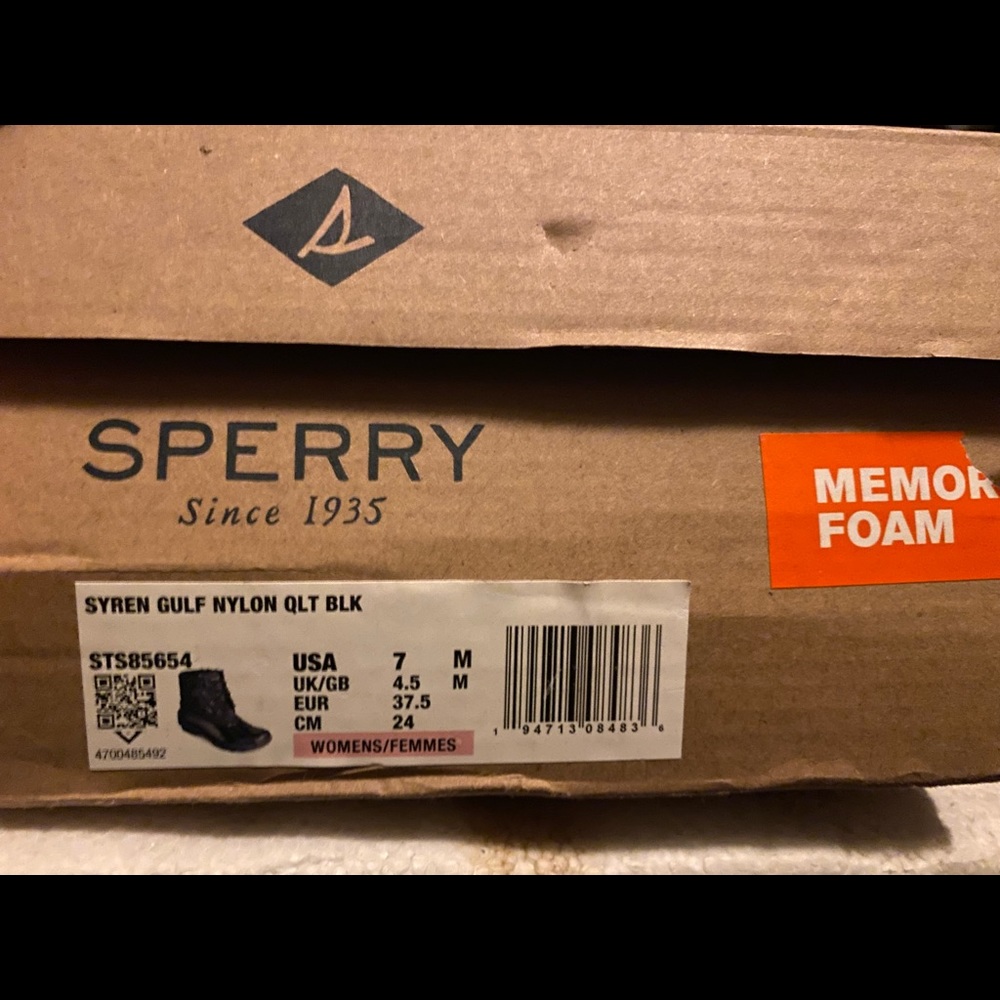 SPERRY
Since 1935
MEMOR
FOAM
SYREN GULF NYLON QLT BLK
STS85654
USA 7 M
UK/GB 4.5 M
EUR 37.5
CM 24
WOMENS/FEMMES
4700485492
1 94713 08483 6